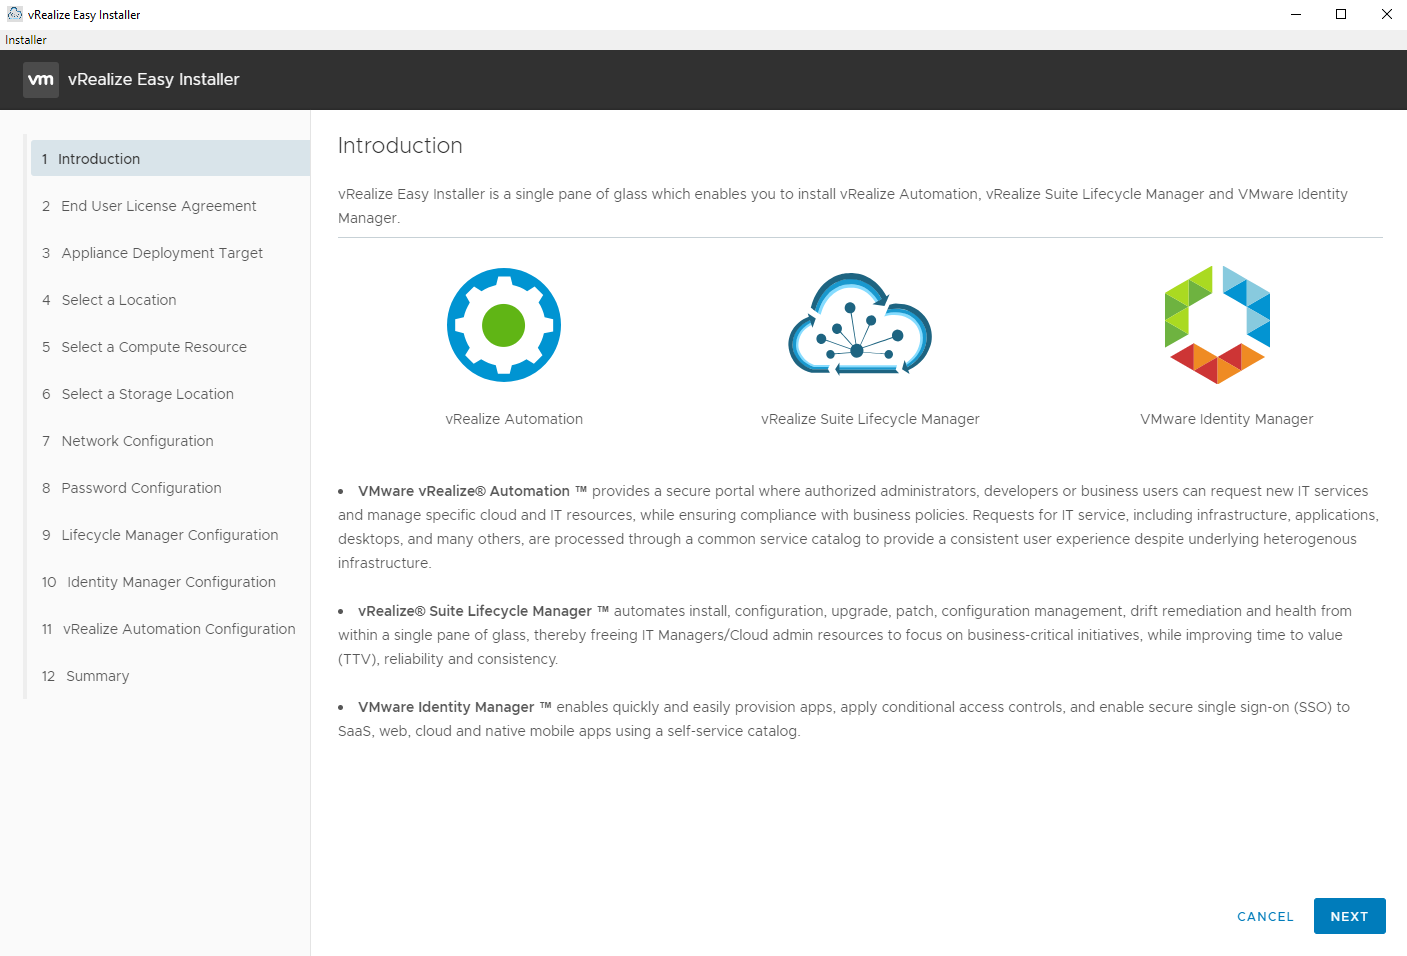 vRealize Easy Installer
Installer
vm vRealize Easy Installer
1 Introduction
2 End User License Agreement
3 Appliance Deployment Target
4 Select a Location
5 Select a Compute Resource
6 Select a Storage Location
7 Network Configuration
8 Password Configuration
9 Lifecycle Manager Configuration
10 Identity Manager Configuration
11 vRealize Automation Configuration
12 Summary
Introduction
vRealize Easy Installer is a single pane of glass which enables you to install vRealize Automation, vRealize Suite Lifecycle Manager and VMware Identity
Manager.
vRealize Automation
vRealize Suite Lifecycle Manager
VMware Identity Manager
• VMware vRealize® Automation ™ provides a secure portal where authorized administrators, developers or business users can request new IT services
and manage specific cloud and IT resources, while ensuring compliance with business policies. Requests for IT service, including infrastructure, applications,
desktops, and many others, are processed through a common service catalog to provide a consistent user experience despite underlying heterogenous
infrastructure.
• vRealize® Suite Lifecycle Manager ™ automates install, configuration, upgrade, patch, configuration management, drift remediation and health from
within a single pane of glass, thereby freeing IT Managers/Cloud admin resources to focus on business-critical initiatives, while improving time to value
(TTV), reliability and consistency.
• VMware Identity Manager ™ enables quickly and easily provision apps, apply conditional access controls, and enable secure single sign-on (SSO) to
SaaS, web, cloud and native mobile apps using a self-service catalog.
CANCEL
NEXT